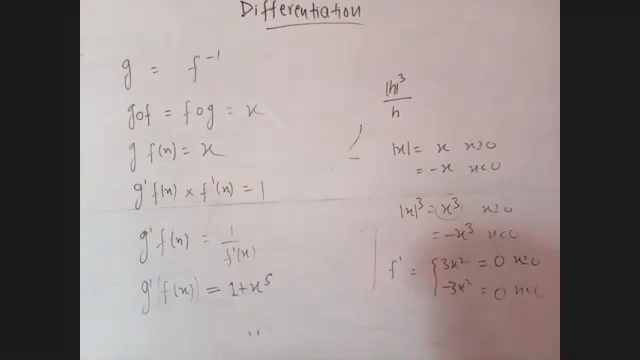 Differentiation
g = f⁻¹
gof = fog = x
g f(x) = x
g' f(x) × f'(x) = 1
g' f(x) = 1/f'(x)
g'(f(x)) = 1+x⁵
|h|³/h
|x| = x x≥0
= -x x<0
|x|³ = x³ x≥0
= -x³ x<0
f' = { 3x² = 0 x≥0
-3x² = 0 x<